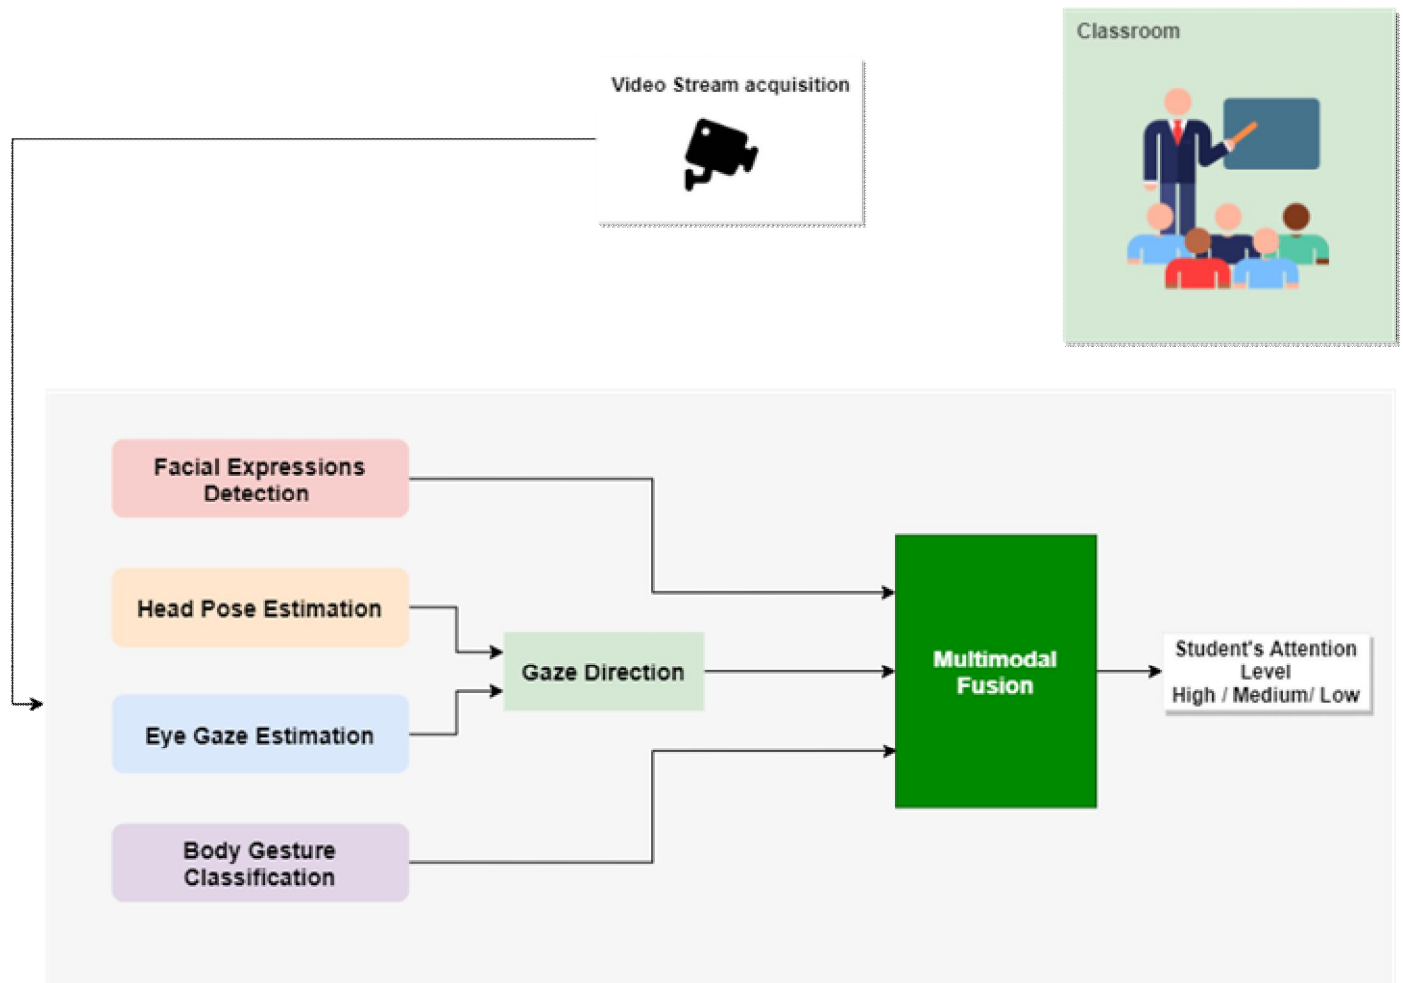 Classroom
Video Stream acquisition
Facial Expressions
Detection
Head Pose Estimation
Eye Gaze Estimation
Body Gesture
Classification
Gaze Direction
Multimodal
Fusion
Student's Attention
Level
High / Medium/ Low